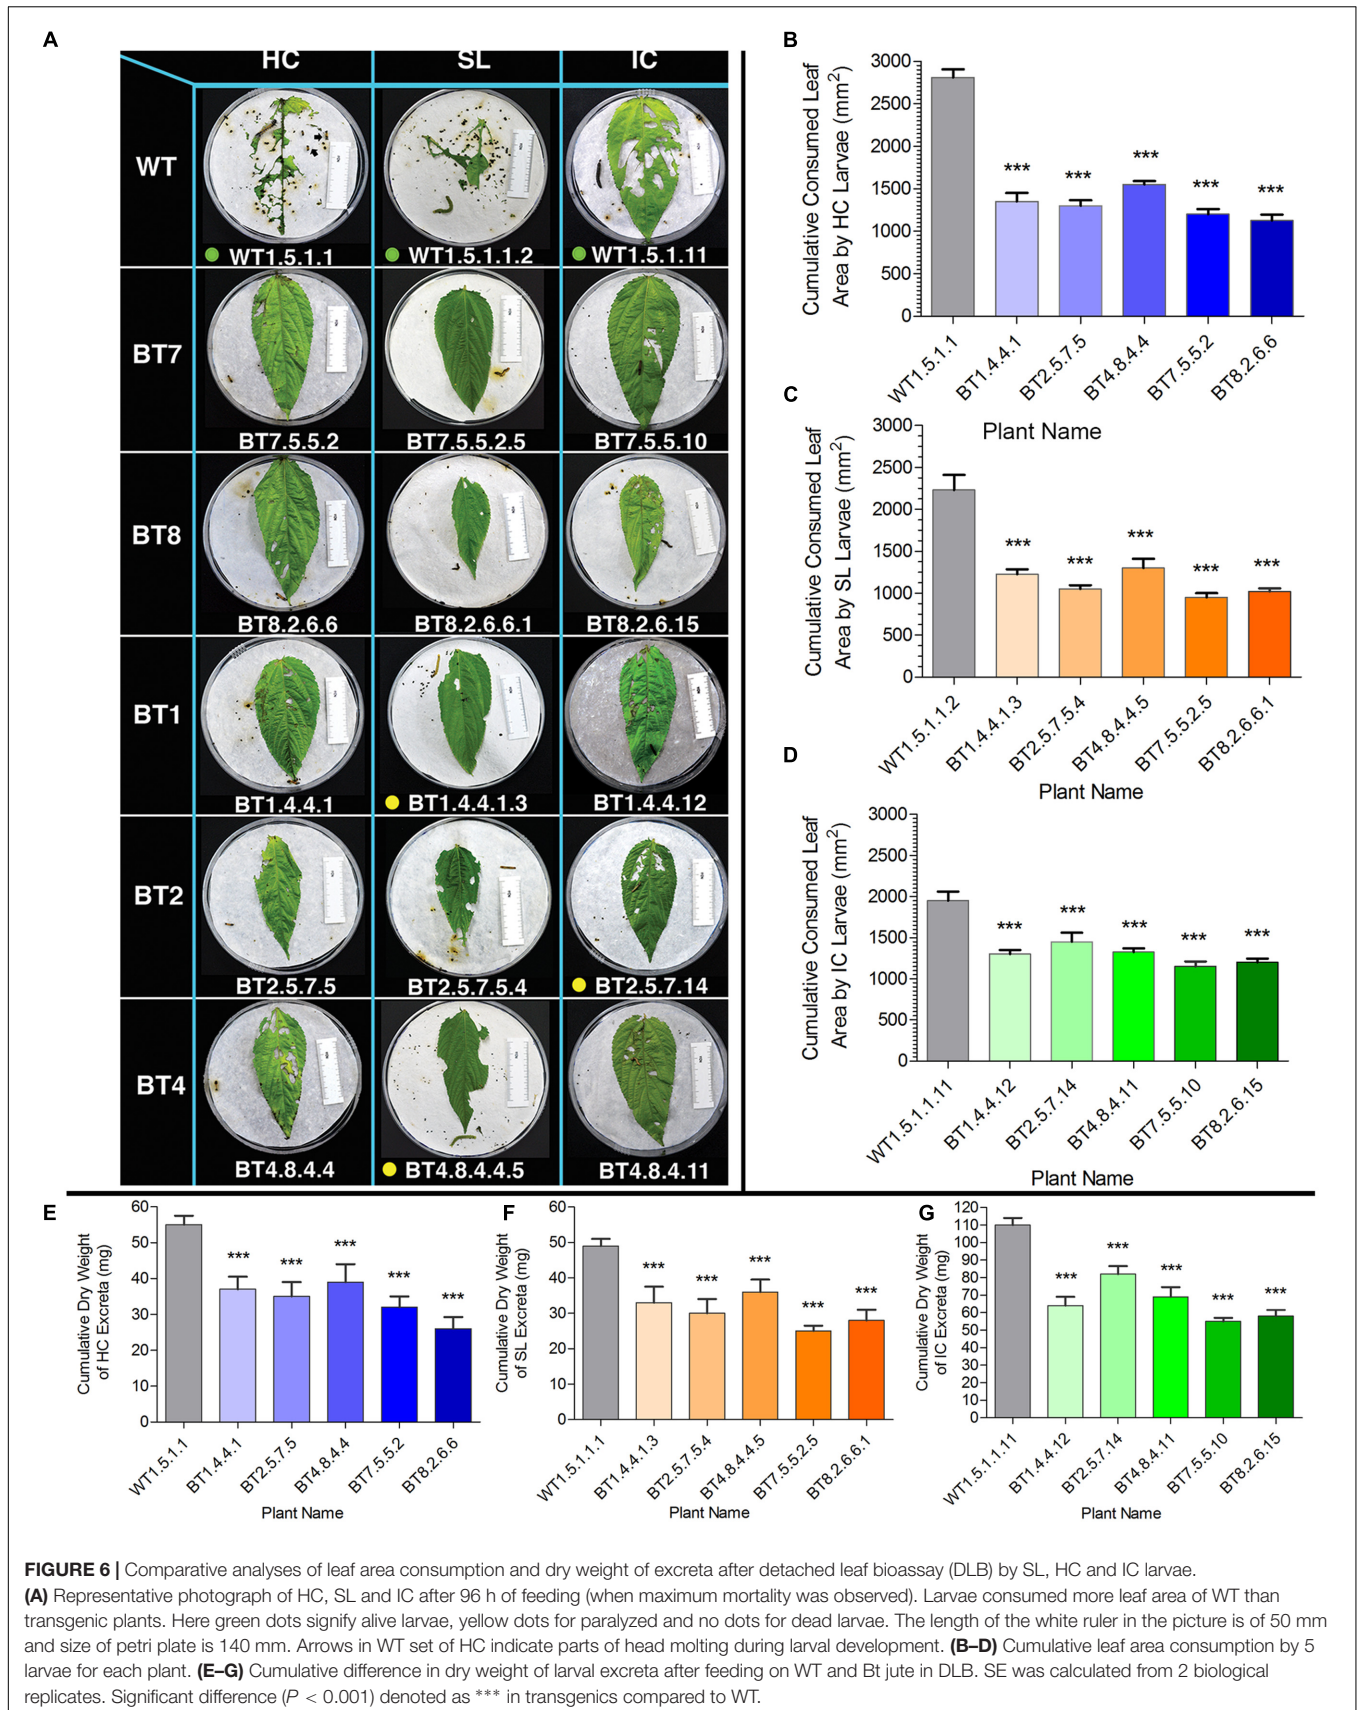 A
HC SL IC
WT
WT1.5.1.1 WT1.5.1.1.2 WT1.5.1.11
BT7
BT7.5.5.2 BT7.5.5.2.5 BT7.5.5.10
BT8
BT8.2.6.6 BT8.2.6.6.1 BT8.2.6.15
BT1
BT1.4.4.1 BT1.4.4.1.3 BT1.4.4.12
BT2
BT2.5.7.5 BT2.5.7.5.4 BT2.5.7.14
BT4
BT4.8.4.4 BT4.8.4.4.5 BT4.8.4.11
B
Cumulative Consumed Leaf
Area by HC Larvae (mm²)
3000
2500
2000
1500
1000
500
0
*** *** *** *** ***
WT1.5.1.1 BT1.4.4.1 BT2.5.7.5 BT4.8.4.4 BT7.5.5.2 BT8.2.6.6
Plant Name
C
Cumulative Consumed Leaf
Area by SL Larvae (mm²)
3000
2500
2000
1500
1000
500
0
*** *** *** *** ***
WT1.5.1.1.2 BT1.4.4.1.3 BT2.5.7.5.4 BT4.8.4.4.5 BT7.5.5.2.5 BT8.2.6.6.1
Plant Name
D
Cumulative Consumed Leaf
Area by IC Larvae (mm²)
3000
2500
2000
1500
1000
500
0
*** *** *** *** ***
WT1.5.1.1.11 BT1.4.4.12 BT2.5.7.14 BT4.8.4.11 BT7.5.5.10 BT8.2.6.15
Plant Name
E
Cumulative Dry Weight
of HC Excreta (mg)
60
50
40
30
20
10
0
*** *** *** *** ***
WT1.5.1.1 BT1.4.4.1 BT2.5.7.5 BT4.8.4.4 BT7.5.5.2 BT8.2.6.6
Plant Name
F
Cumulative Dry Weight
of SL Excreta (mg)
60
50
40
30
20
10
0
*** *** *** *** ***
WT1.5.1.1.1 BT1.4.4.1.3 BT2.5.7.5.4 BT4.8.4.4.5 BT7.5.5.2.5 BT8.2.6.6.1
Plant Name
G
Cumulative Dry Weight
of IC Excreta (mg)
120
110
100
90
80
70
60
50
40
30
20
10
0
*** *** *** *** ***
WT1.5.1.1.11 BT1.4.4.12 BT2.5.7.14 BT4.8.4.11 BT7.5.5.10 BT8.2.6.15
Plant Name
FIGURE 6 | Comparative analyses of leaf area consumption and dry weight of excreta after detached leaf bioassay (DLB) by SL, HC and IC larvae.
(A) Representative photograph of HC, SL and IC after 96 h of feeding (when maximum mortality was observed). Larvae consumed more leaf area of WT than
transgenic plants. Here green dots signify alive larvae, yellow dots for paralyzed and no dots for dead larvae. The length of the white ruler in the picture is of 50 mm
and size of petri plate is 140 mm. Arrows in WT set of HC indicate parts of head molting during larval development. (B–D) Cumulative leaf area consumption by 5
larvae for each plant. (E–G) Cumulative difference in dry weight of larval excreta after feeding on WT and Bt jute in DLB. SE was calculated from 2 biological
replicates. Significant difference (P < 0.001) denoted as *** in transgenics compared to WT.